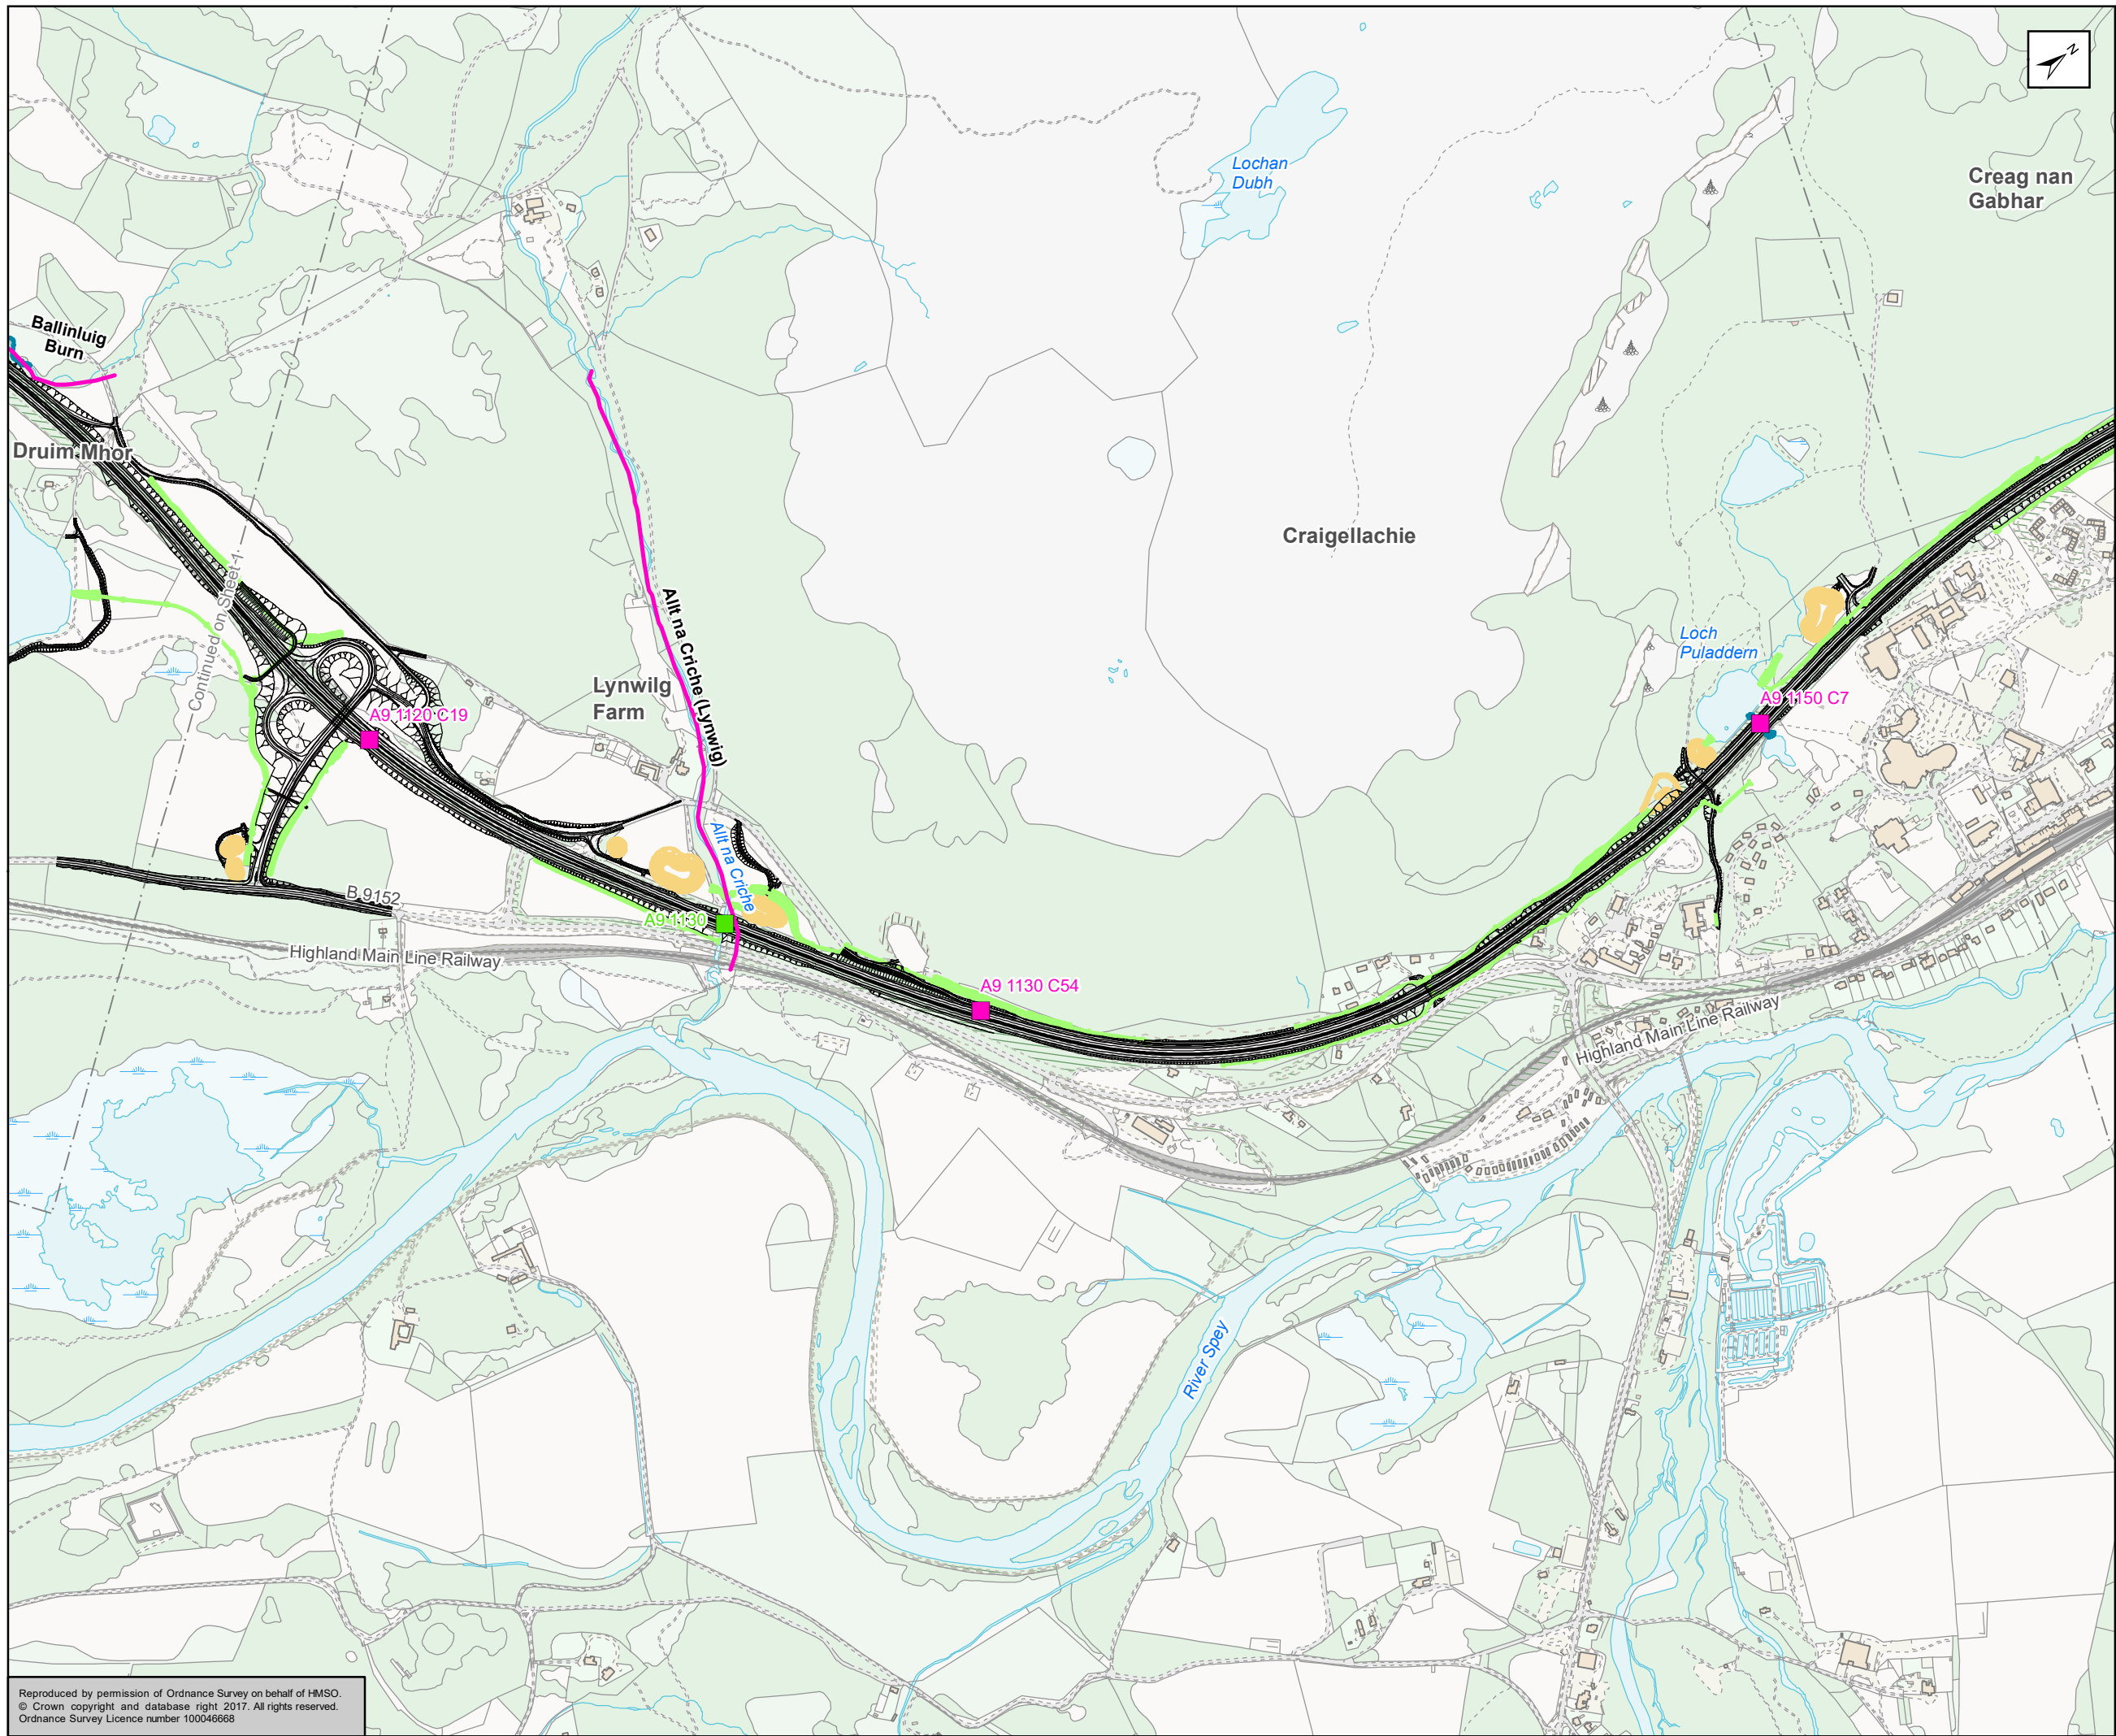 N
Lochan
Dubh
Creag nan
Gabhar
Ballinluig
Burn
Druim Mhor
Craigellachie
Continued on Sheet 1
Allt na Criche (Lynwig)
Loch
Puladdern
Lynwilg
Farm
A9 1150 C7
A9 1120 C19
Allt na Criche
B 9152
A9 1130
Highland Main Line Railway
A9 1130 C54
Highland Main Line Railway
River Spey
Reproduced by permission of Ordnance Survey on behalf of HMSO.
© Crown copyright and database right 2017. All rights reserved.
Ordnance Survey Licence number 100046668